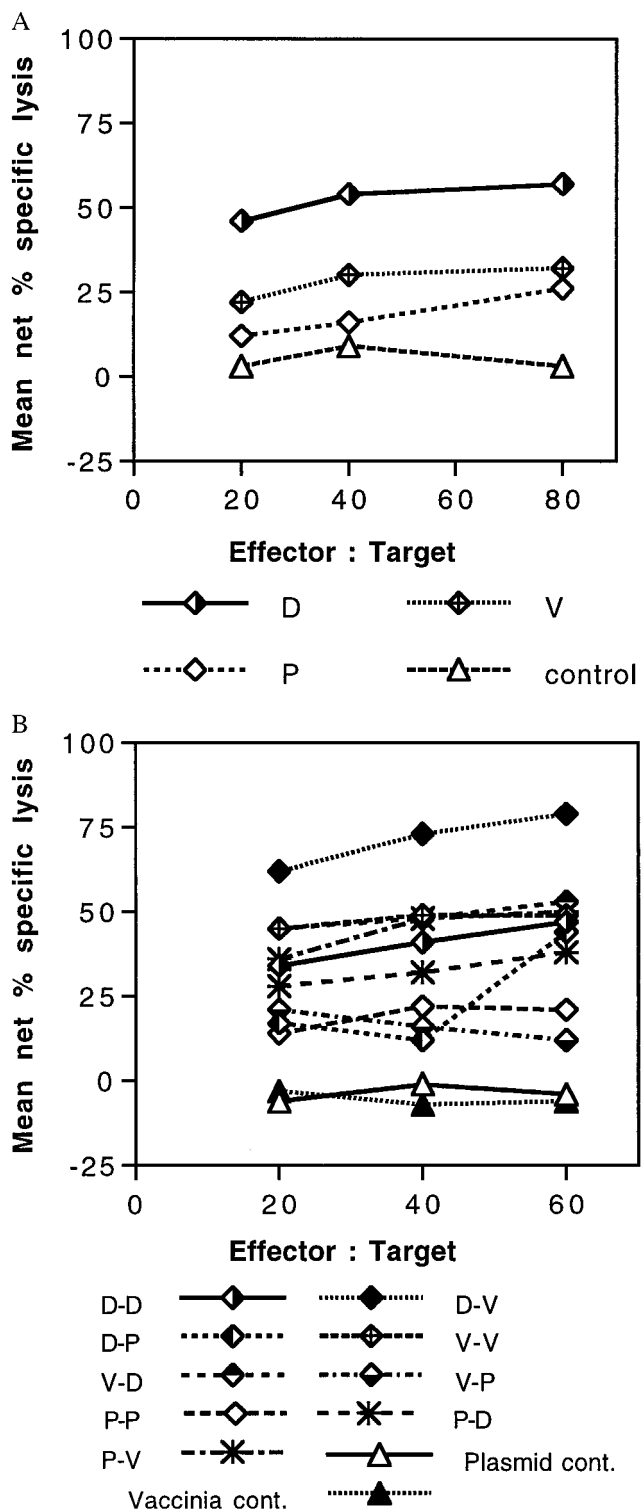 A
100
75
50
25
0
-25
Mean net % specific lysis
0 20 40 60 80
Effector : Target
D V
P control
B
100
75
50
25
0
-25
Mean net % specific lysis
0 20 40 60
Effector : Target
D-D D-V
D-P V-V
V-D V-P
P-P P-D
P-V Plasmid cont.
Vaccinia cont.